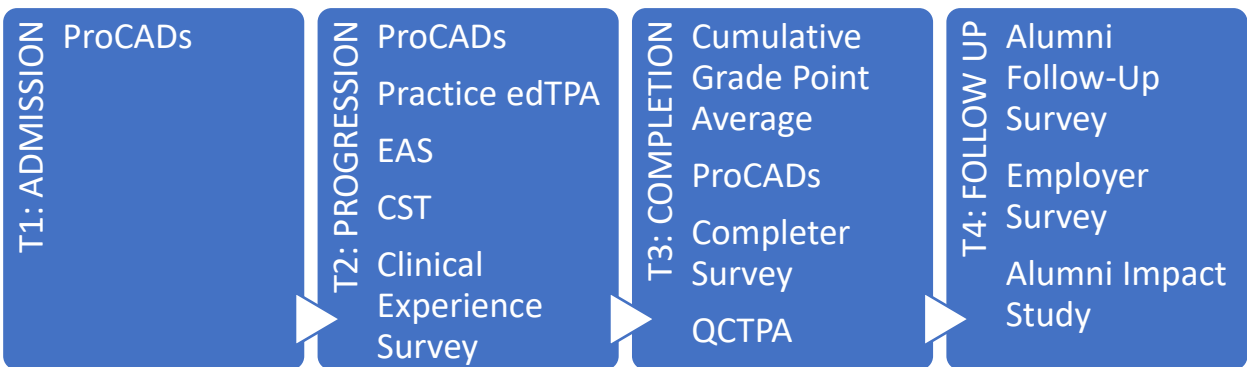 T1: ADMISSION
ProCADs
T2: PROGRESSION
ProCADs
Practice edTPA
EAS
CST
Clinical
Experience
Survey
T3: COMPLETION
Cumulative
Grade Point
Average
ProCADs
Completer
Survey
QCTPA
T4: FOLLOW UP
Alumni
Follow-Up
Survey
Employer
Survey
Alumni Impact
Study